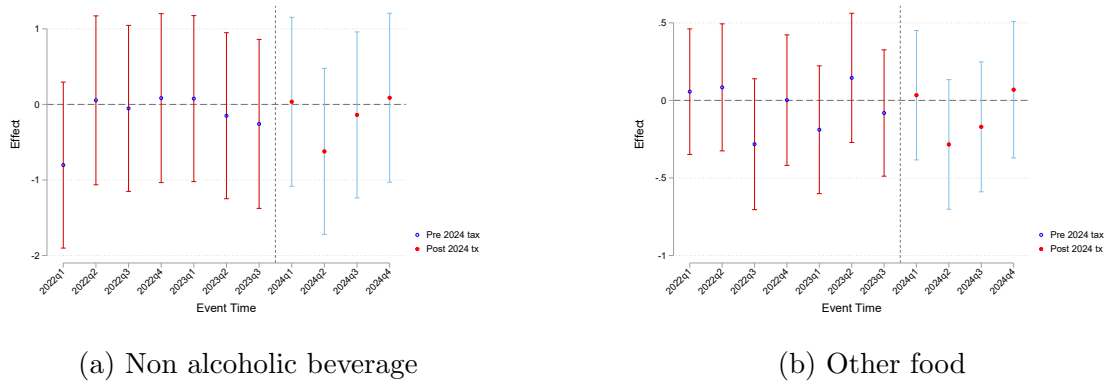 1
0
-1
-2
Effect
2022q1
2022q2
2022q3
2022q4
2023q1
2023q2
2023q3
2024q1
2024q2
2024q3
2024q4
Event Time
Pre 2024 tax
Post 2024 tx
(a) Non alcoholic beverage
.5
0
-.5
-1
Effect
2022q1
2022q2
2022q3
2022q4
2023q1
2023q2
2023q3
2024q1
2024q2
2024q3
2024q4
Event Time
Pre 2024 tax
Post 2024 tx
(b) Other food